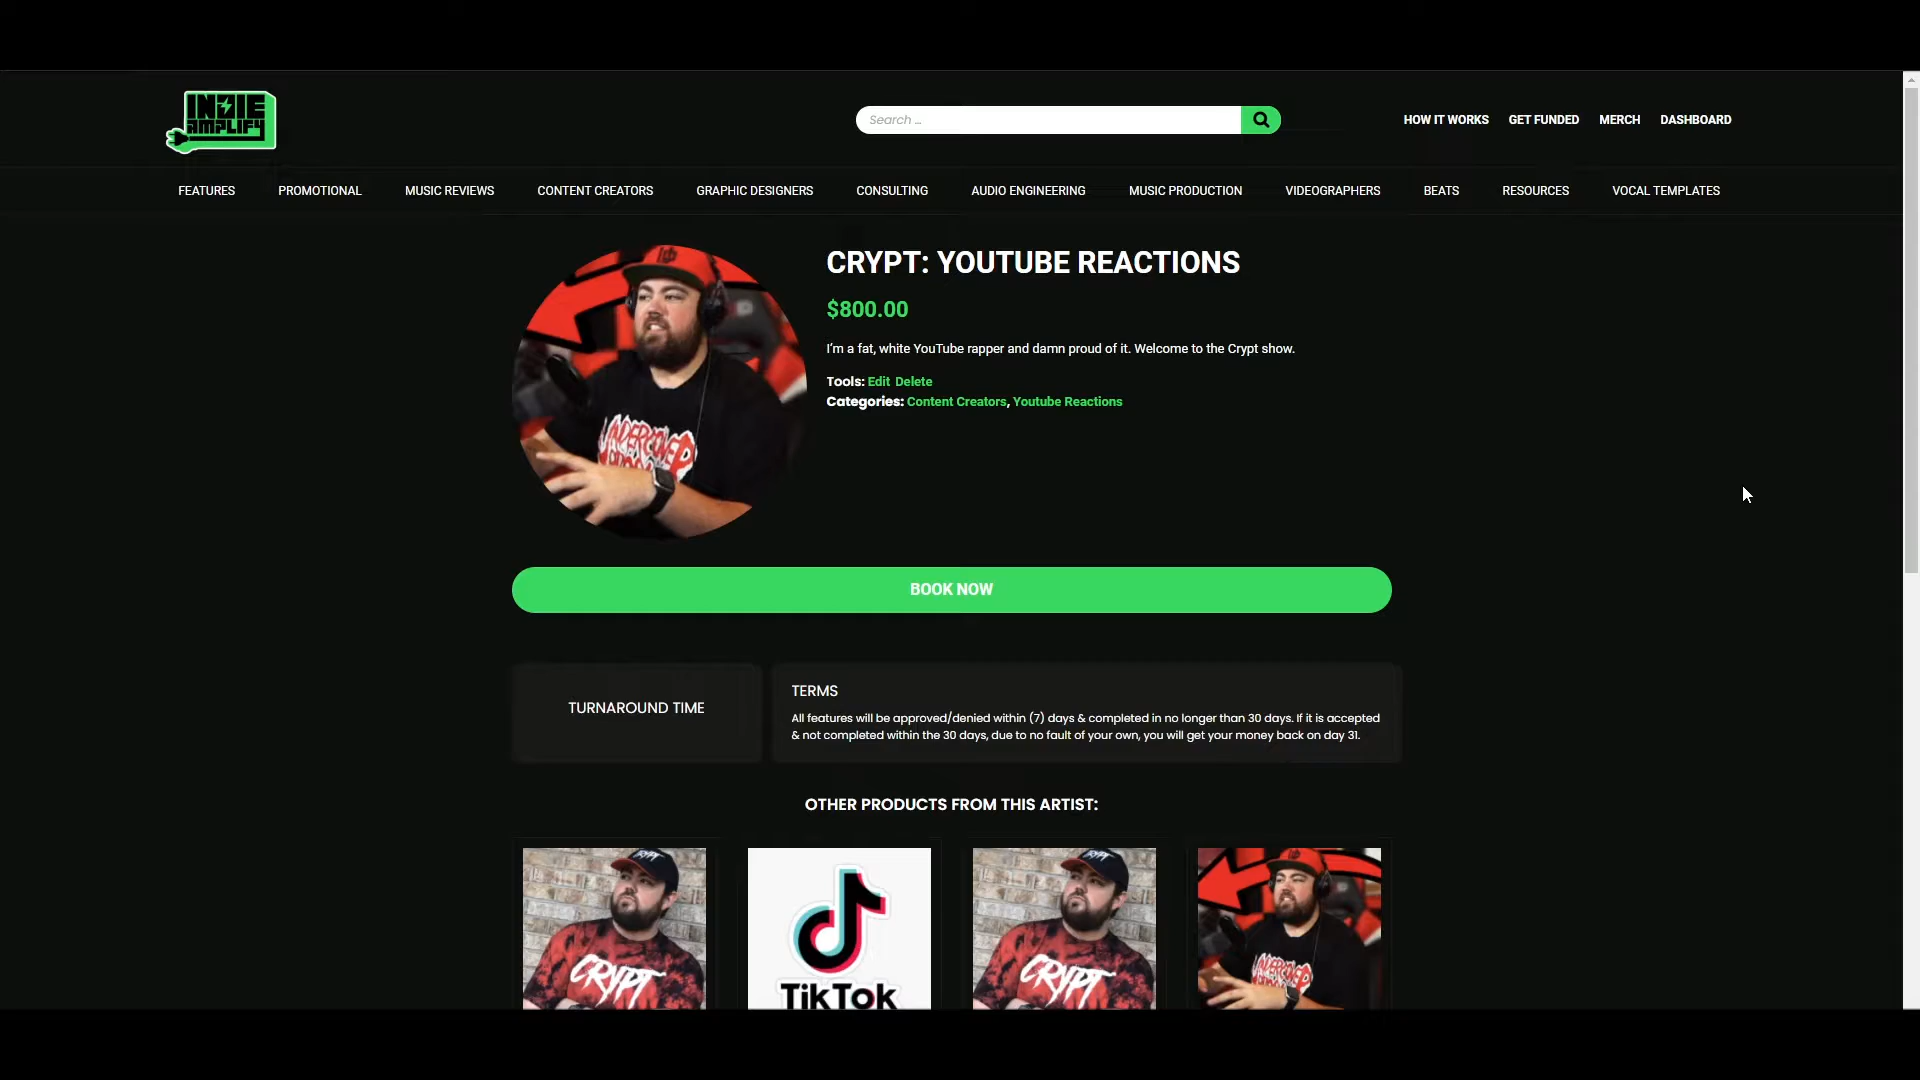 INDIE
AMPLIFY
Search ...
HOW IT WORKS
GET FUNDED
MERCH
DASHBOARD
FEATURES
PROMOTIONAL
MUSIC REVIEWS
CONTENT CREATORS
GRAPHIC DESIGNERS
CONSULTING
AUDIO ENGINEERING
MUSIC PRODUCTION
VIDEOGRAPHERS
BEATS
RESOURCES
VOCAL TEMPLATES
CRYPT: YOUTUBE REACTIONS
$800.00
I'm a fat, white YouTube rapper and damn proud of it. Welcome to the Crypt show.
Tools: Edit Delete
Categories: Content Creators, Youtube Reactions
UNDERCOVER
BOOK NOW
TURNAROUND TIME
TERMS
All features will be approved/denied within (7) days & completed in no longer than 30 days. If it is accepted
& not completed within the 30 days, due to no fault of your own, you will get your money back on day 31.
OTHER PRODUCTS FROM THIS ARTIST:
CRYPT
CRYPT
TikTok
CRYPT
CRYPT
UNDERCOVER